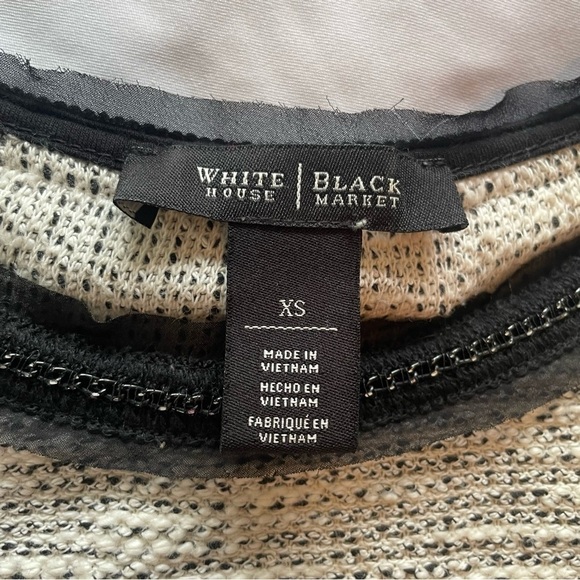 WHITE | BLACK
HOUSE | MARKET
XS
MADE IN
VIETNAM
HECHO EN
VIETNAM
FABRIQUÉ EN
VIETNAM